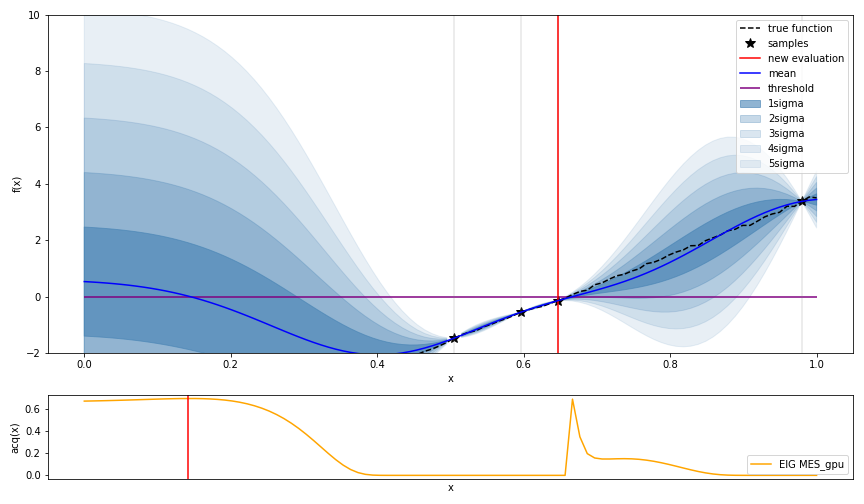 10
8
6
4
2
0
−2
f(x)
0.0
0.2
0.4
0.6
0.8
1.0
x
true function
samples
new evaluation
mean
threshold
1sigma
2sigma
3sigma
4sigma
5sigma
0.6
0.4
0.2
0.0
acq(x)
EIG MES_gpu
x